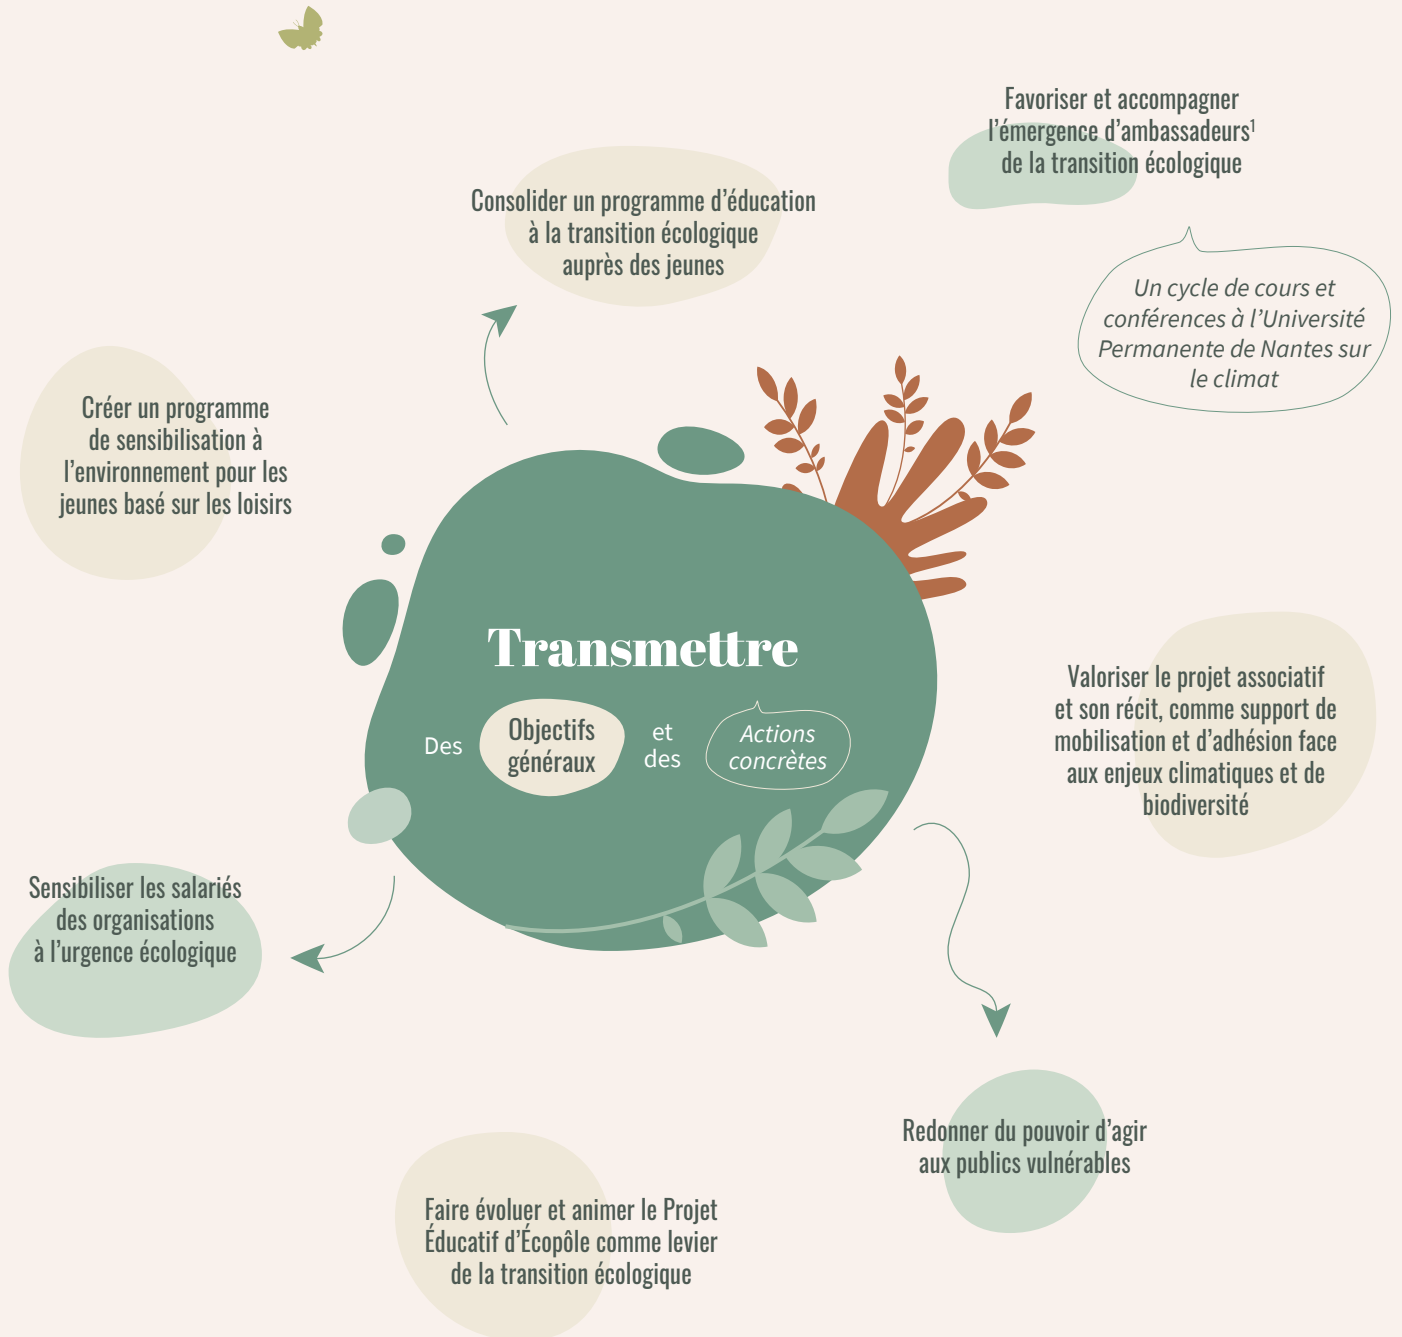 Favoriser et accompagner
l’émergence d’ambassadeurs¹
de la transition écologique
Consolider un programme d’éducation
à la transition écologique
auprès des jeunes
Un cycle de cours et
conférences à l’Université
Permanente de Nantes sur
le climat
Créer un programme
de sensibilisation à
l’environnement pour les
jeunes basé sur les loisirs
Transmettre
Des
Objectifs
généraux
et
des
Actions
concrètes
Valoriser le projet associatif
et son récit, comme support de
mobilisation et d’adhésion face
aux enjeux climatiques et de
biodiversité
Sensibiliser les salariés
des organisations
à l’urgence écologique
Redonner du pouvoir d’agir
aux publics vulnérables
Faire évoluer et animer le Projet
Éducatif d’Écopôle comme levier
de la transition écologique